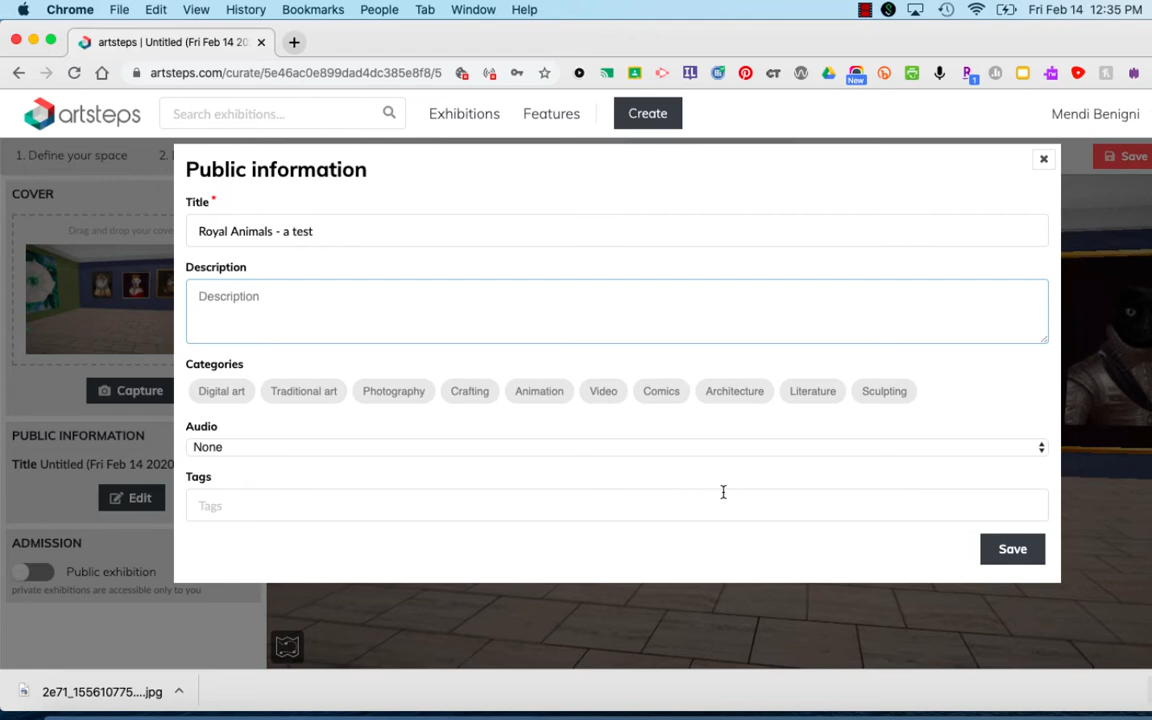 Chrome File Edit View History Bookmarks People Tab Window Help Fri Feb 14 12:35 PM
artsteps | Untitled (Fri Feb 14 20
artsteps.com/curate/5e46ac0e899dad4dc385e8f8/5
New
1
artsteps Search exhibitions... Exhibitions Features Create Mendi Benigni
1. Define your space 2. Save
COVER
Drag and drop your cove
Capture
PUBLIC INFORMATION
Title Untitled (Fri Feb 14 2020
Edit
ADMISSION
Public exhibition
private exhibitions are accessible only to you
Public information
Title *
Royal Animals - a test
Description
Description
Categories
Digital art Traditional art Photography Crafting Animation Video Comics Architecture Literature Sculpting
Audio
None
Tags
Tags
Save
2e71_155610775....jpg